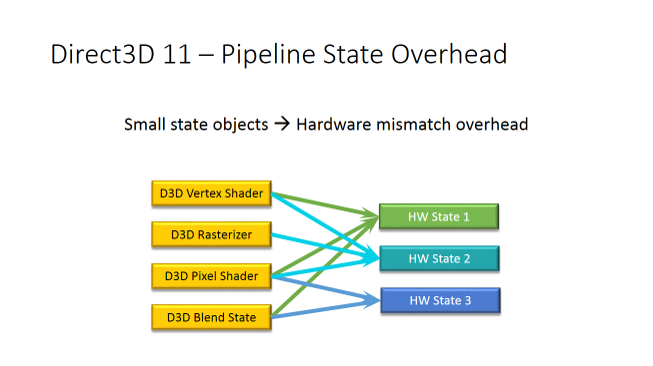 Direct3D 11 – Pipeline State Overhead
Small state objects → Hardware mismatch overhead
D3D Vertex Shader
D3D Rasterizer
D3D Pixel Shader
D3D Blend State
HW State 1
HW State 2
HW State 3